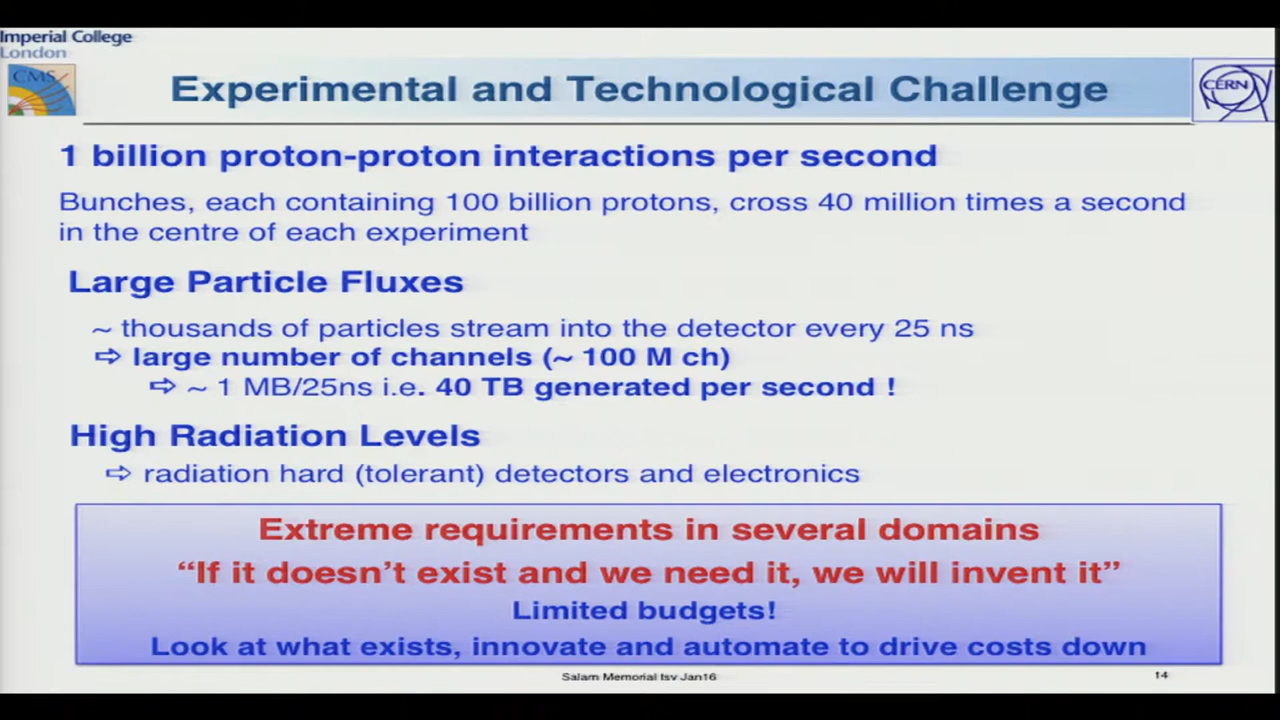 Imperial College
London
CMS
Experimental and Technological Challenge
CERN
1 billion proton-proton interactions per second
Bunches, each containing 100 billion protons, cross 40 million times a second
in the centre of each experiment
Large Particle Fluxes
~ thousands of particles stream into the detector every 25 ns
⇨ large number of channels (~ 100 M ch)
⇨ ~ 1 MB/25ns i.e. 40 TB generated per second !
High Radiation Levels
⇨ radiation hard (tolerant) detectors and electronics
Extreme requirements in several domains
“If it doesn’t exist and we need it, we will invent it”
Limited budgets!
Look at what exists, innovate and automate to drive costs down
Salam Memorial tsv Jan16
14